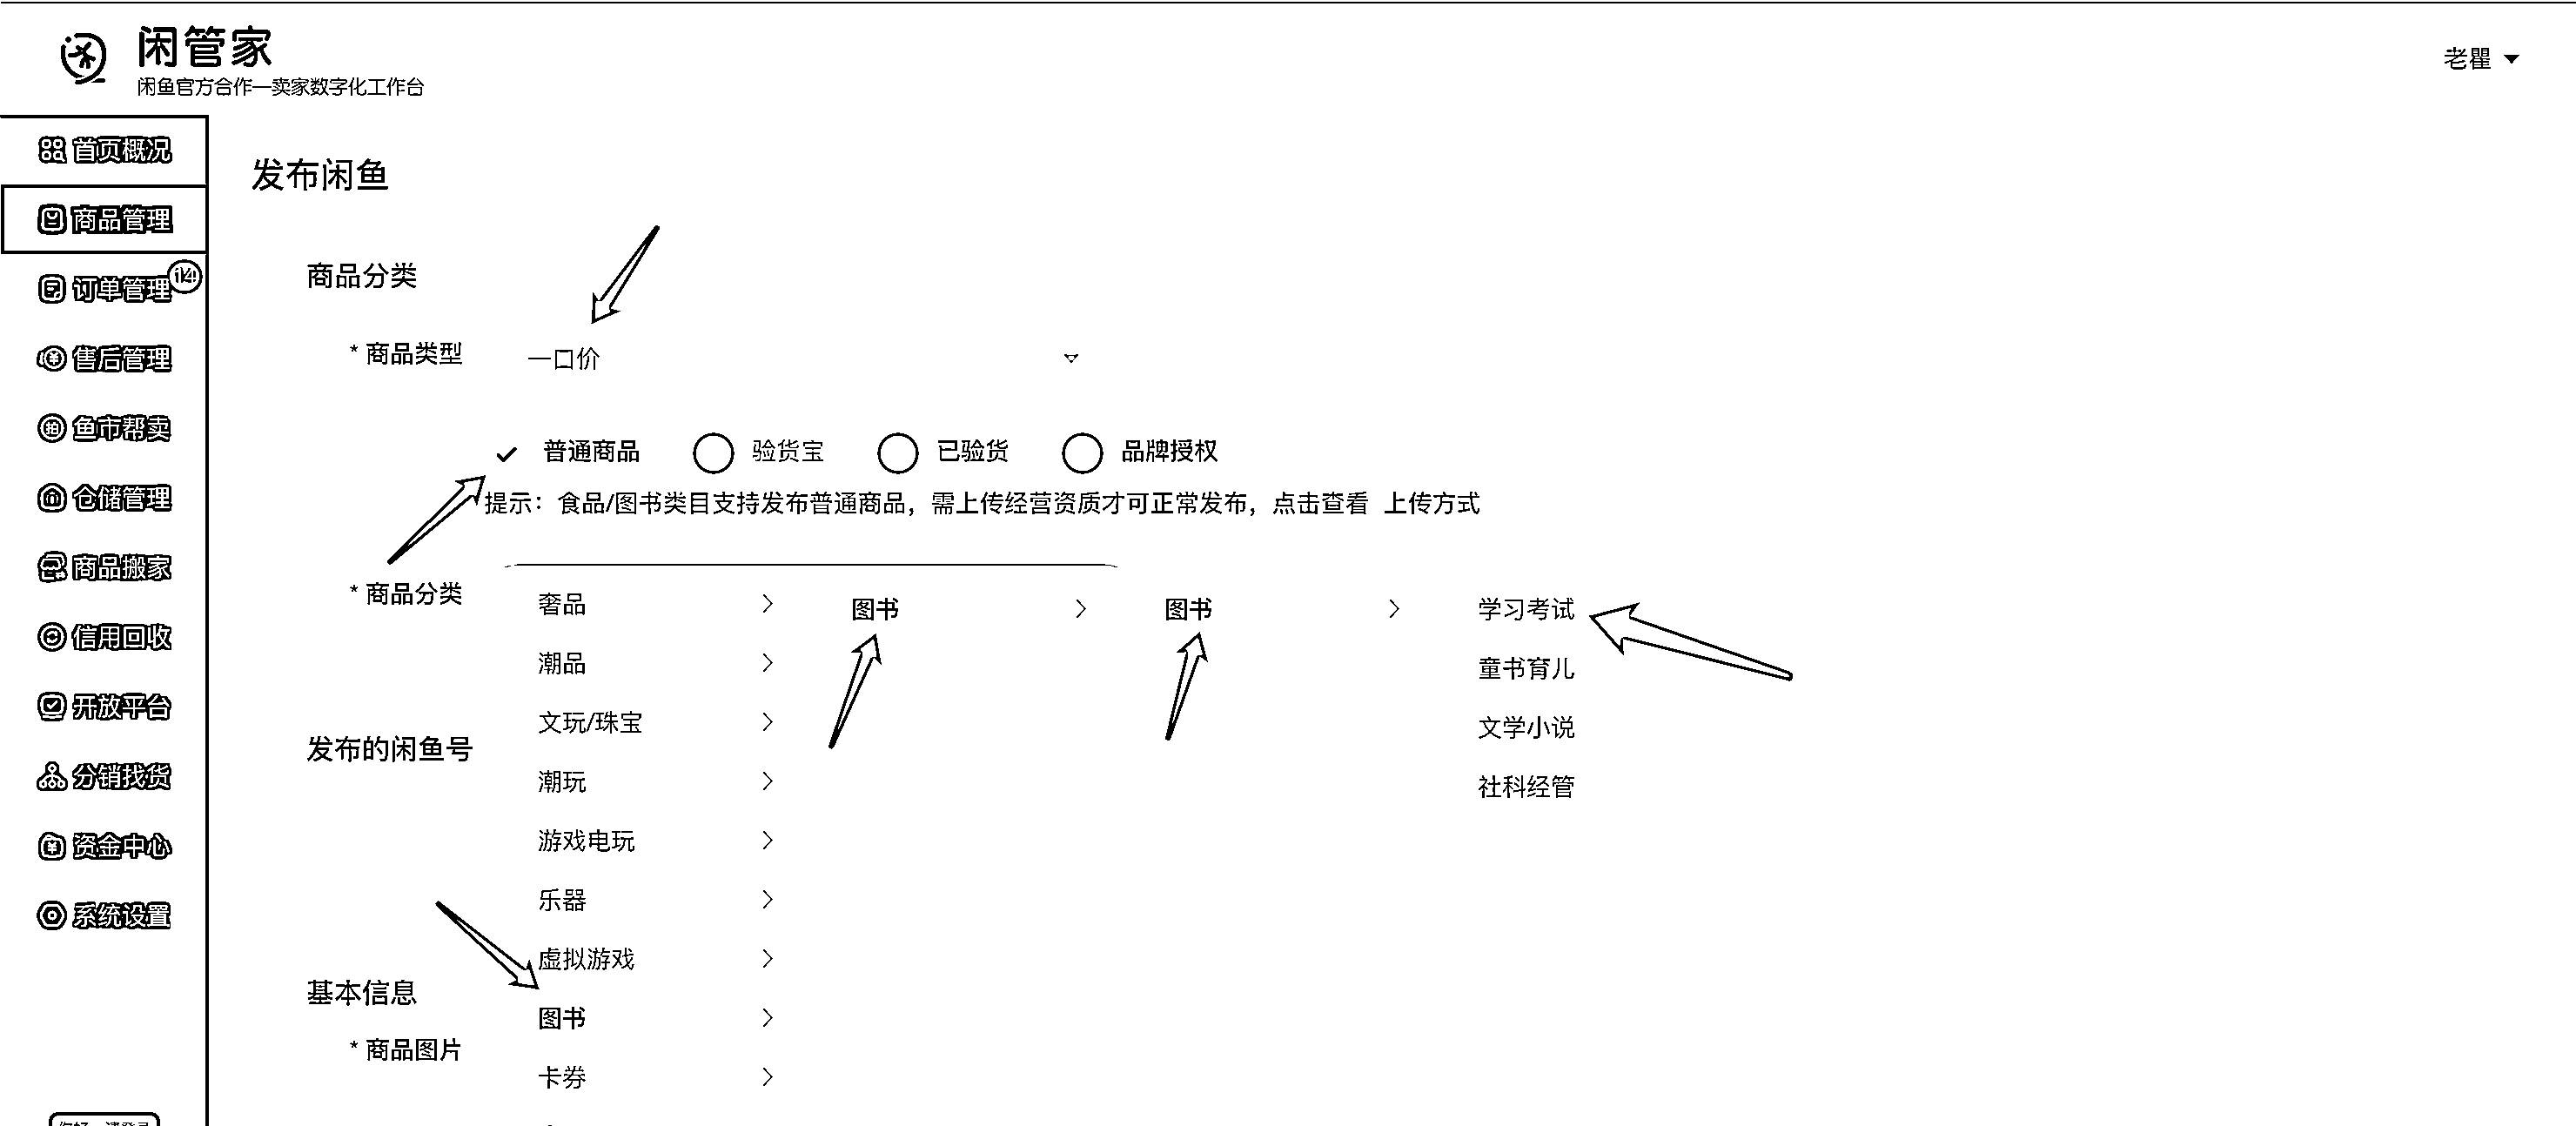 闲管家
闲鱼官方合作—卖家数字化工作台
老瞿
首页概况
商品管理
订单管理
售后管理
鱼市帮卖
仓储管理
商品搬家
信用回收
开放平台
分销找货
资金中心
系统设置
发布闲鱼
商品分类
* 商品类型
一口价
普通商品 验货宝 已验货 品牌授权
提示：食品/图书类目支持发布普通商品，需上传经营资质才可正常发布，点击查看 上传方式
* 商品分类
奢品
潮品
文玩/珠宝
潮玩
游戏电玩
乐器
虚拟游戏
图书
卡券
图书
图书
学习考试
童书育儿
文学小说
社科经管
发布的闲鱼号
基本信息
* 商品图片